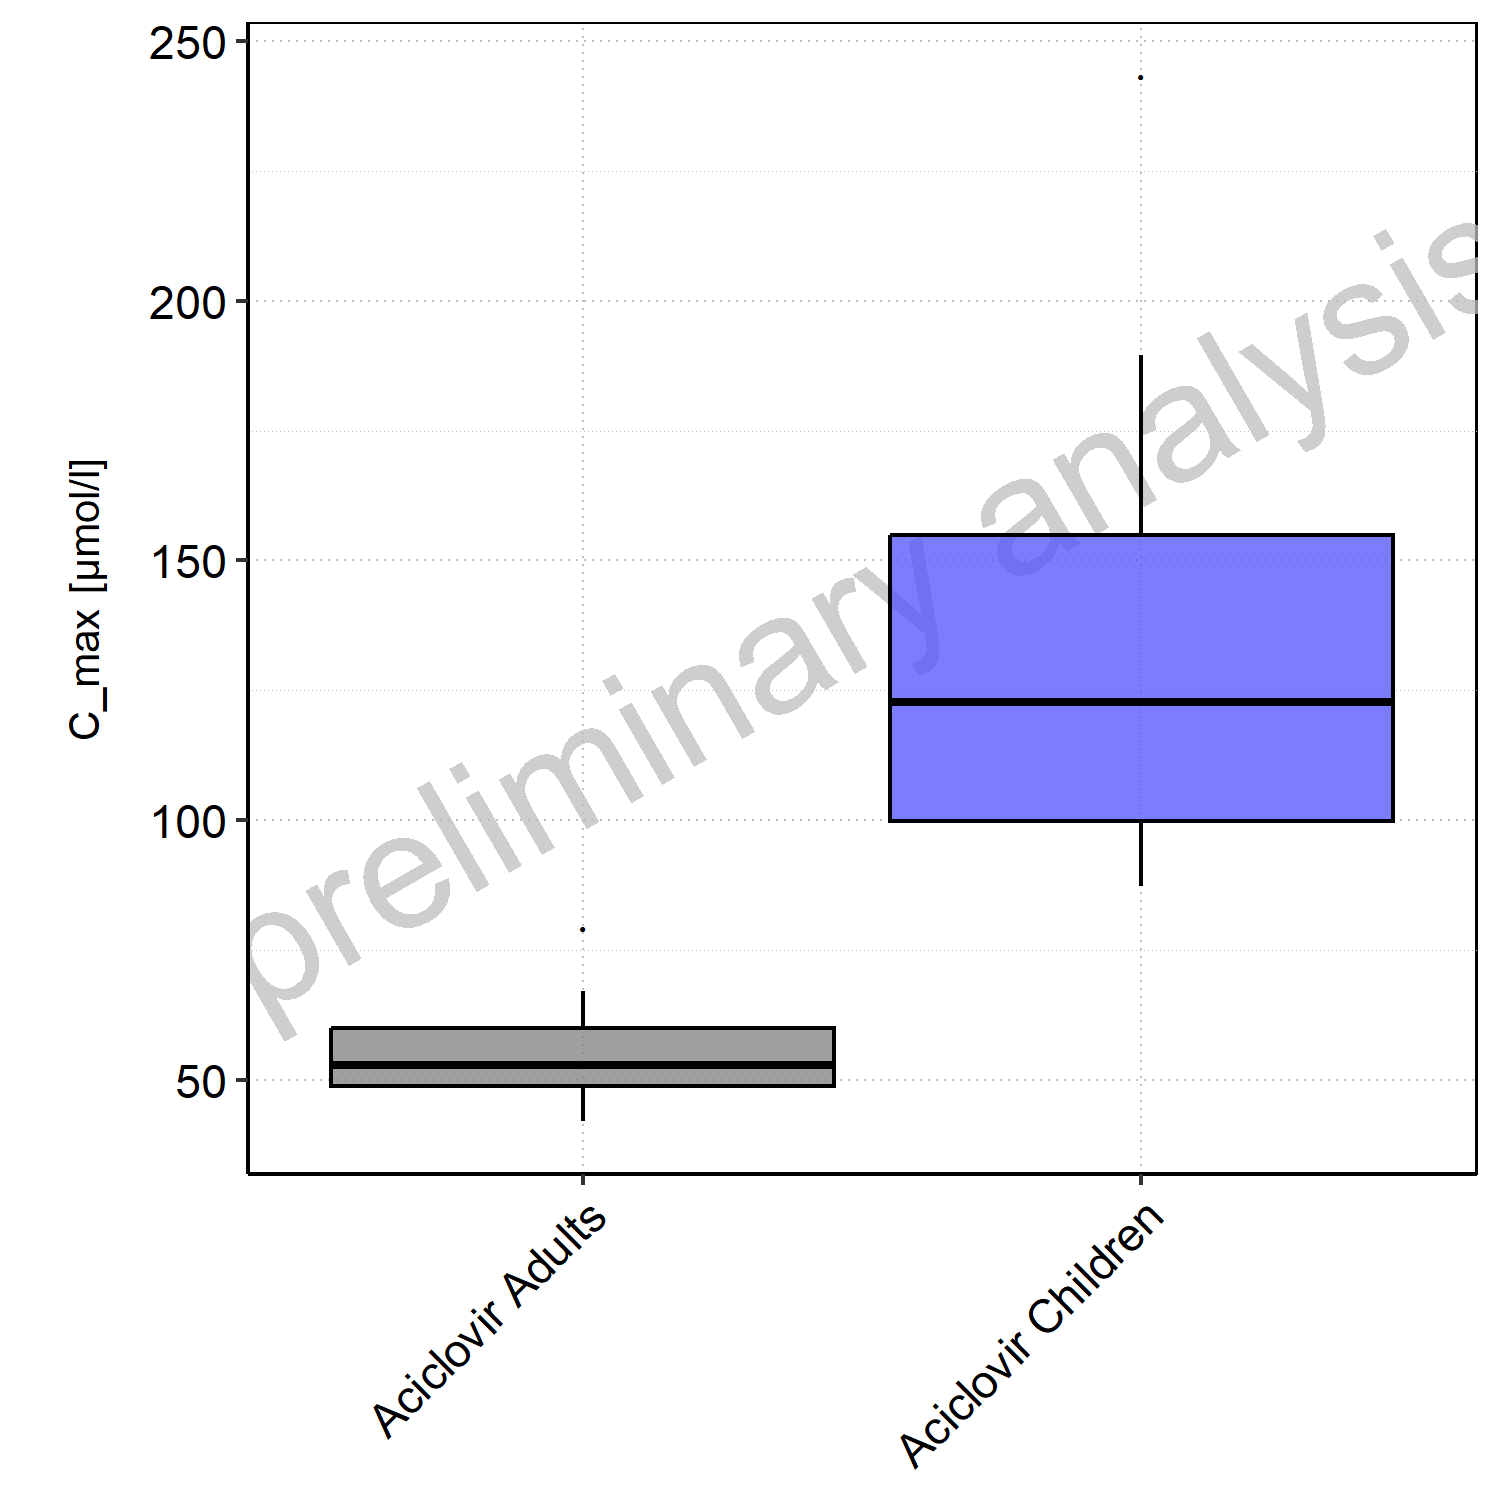 250
200
150
100
50
C_max [µmol/l]
preliminary analysis
Aciclovir Adults
Aciclovir Children